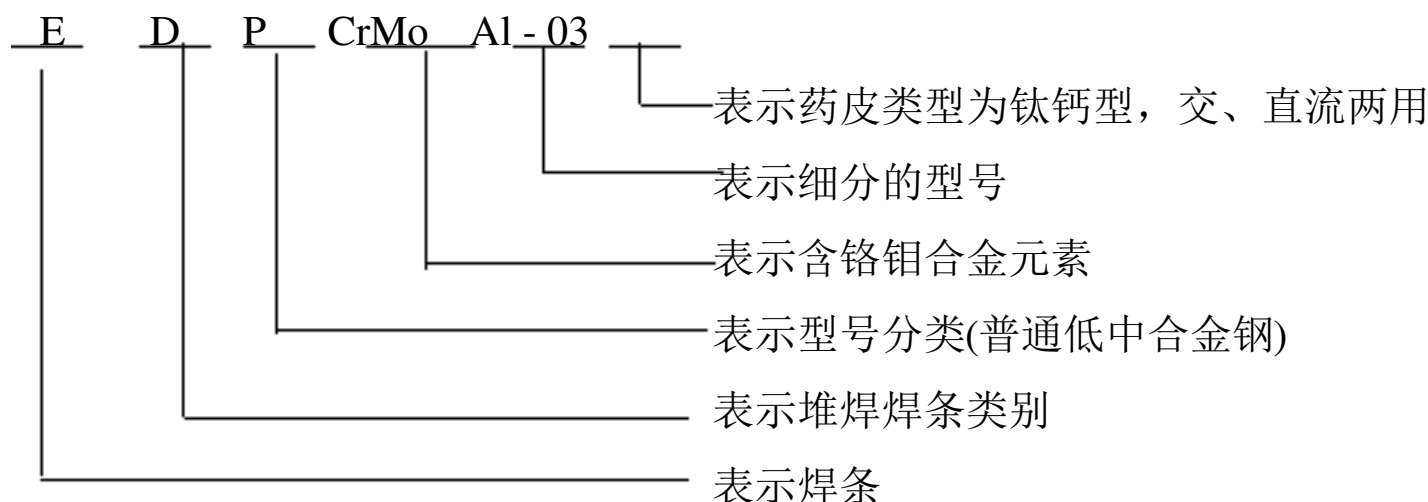 E D P CrMo Al - 03
表示药皮类型为钛钙型，交、直流两用
表示细分的型号
表示含铬钼合金元素
表示型号分类(普通低中合金钢)
表示堆焊焊条类别
表示焊条